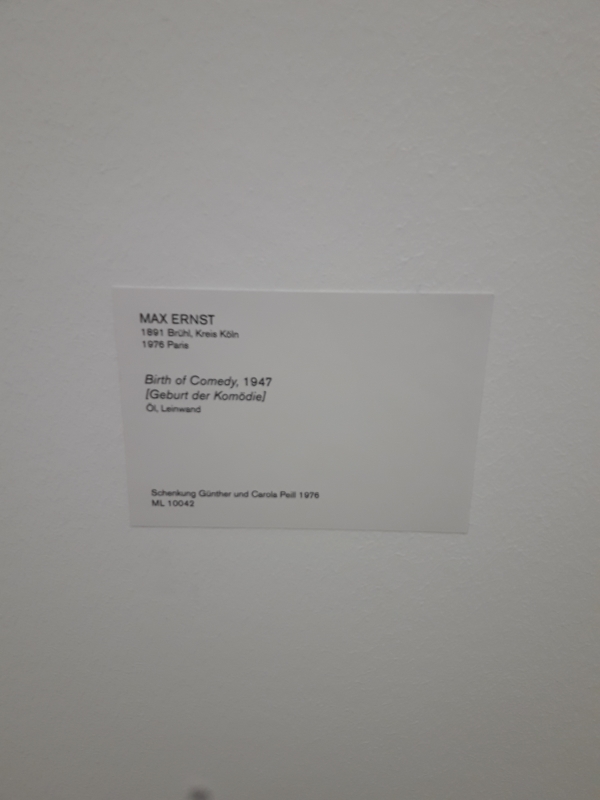 MAX ERNST
1891 Brühl, Kreis Köln
1976 Paris
Birth of Comedy, 1947
[Geburt der Komödie]
Öl, Leinwand
Schenkung Günther und Carola Peill 1976
ML 10042